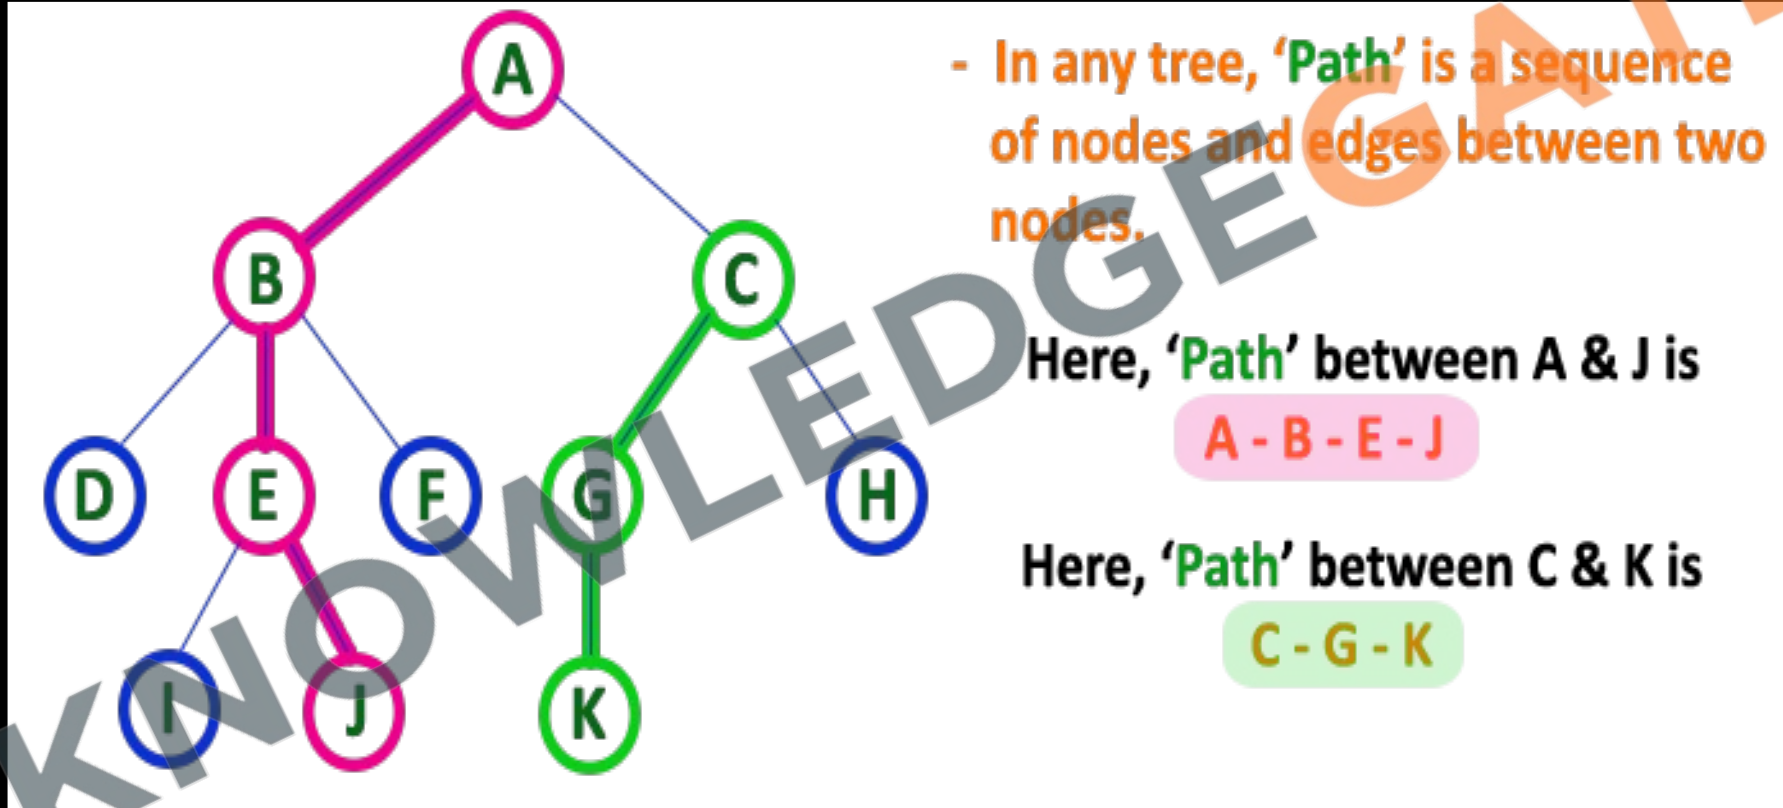 A
B
C
D
E
F
G
H
I
J
K
- In any tree, ‘Path’ is a sequence
of nodes and edges between two
nodes.
Here, ‘Path’ between A & J is
A - B - E - J
Here, ‘Path’ between C & K is
C - G - K
KNOWLEDGEGAT